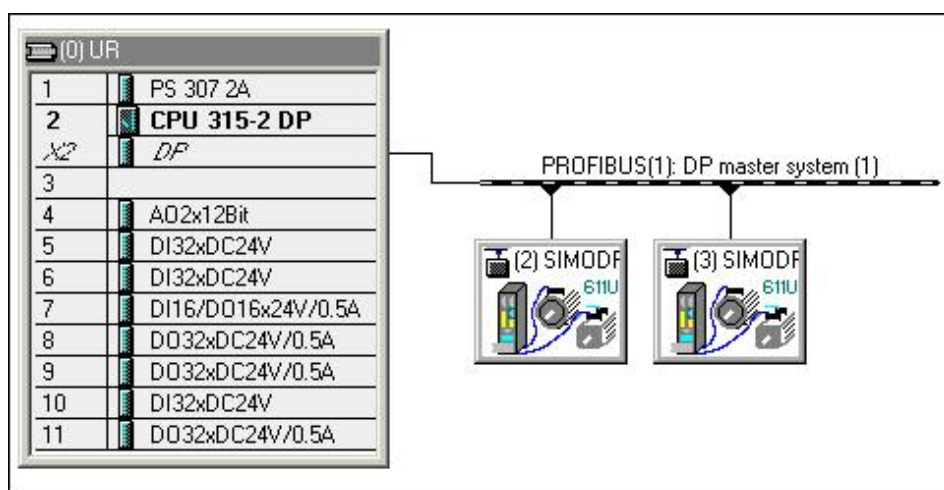 (0) UR
1 PS 307 2A
2 CPU 315-2 DP
X2 DP
3
4 AO2x12Bit
5 DI32xDC24V
6 DI32xDC24V
7 DI16/DO16x24V/0.5A
8 DO32xDC24V/0.5A
9 DO32xDC24V/0.5A
10 DI32xDC24V
11 DO32xDC24V/0.5A
PROFIBUS(1): DP master system (1)
(2) SIMODR
611U
(3) SIMODR
611U